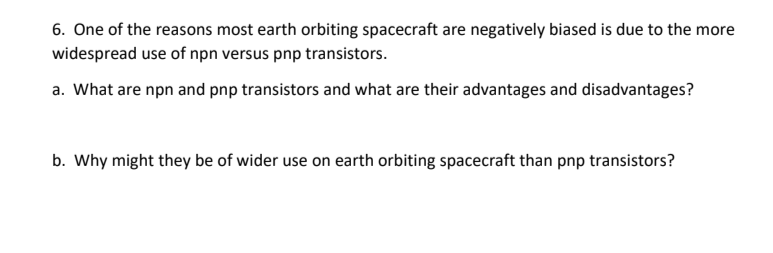 6. One of the reasons most earth orbiting spacecraft are negatively biased is due to the more
widespread use of npn versus pnp transistors.
a. What are npn and pnp transistors and what are their advantages and disadvantages?
b. Why might they be of wider use on earth orbiting spacecraft than pnp transistors?